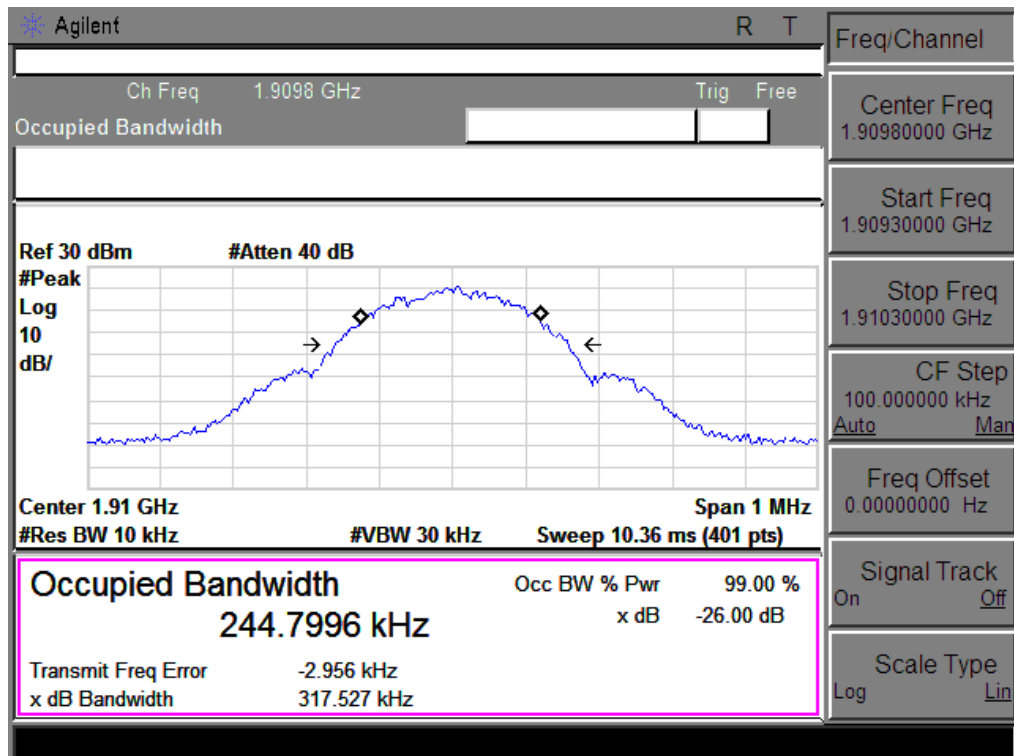 Agilent R T
Freq/Channel
Ch Freq 1.9098 GHz Trig Free
Occupied Bandwidth
Center Freq
1.90980000 GHz
Start Freq
1.90930000 GHz
Ref 30 dBm #Atten 40 dB
#Peak
Log
10
dB/
Stop Freq
1.91030000 GHz
CF Step
100.000000 kHz
Auto Man
Freq Offset
0.00000000 Hz
Center 1.91 GHz Span 1 MHz
#Res BW 10 kHz #VBW 30 kHz Sweep 10.36 ms (401 pts)
Occupied Bandwidth
244.7996 kHz
Occ BW % Pwr 99.00 %
x dB -26.00 dB
Transmit Freq Error -2.956 kHz
x dB Bandwidth 317.527 kHz
Signal Track
On Off
Scale Type
Log Lin